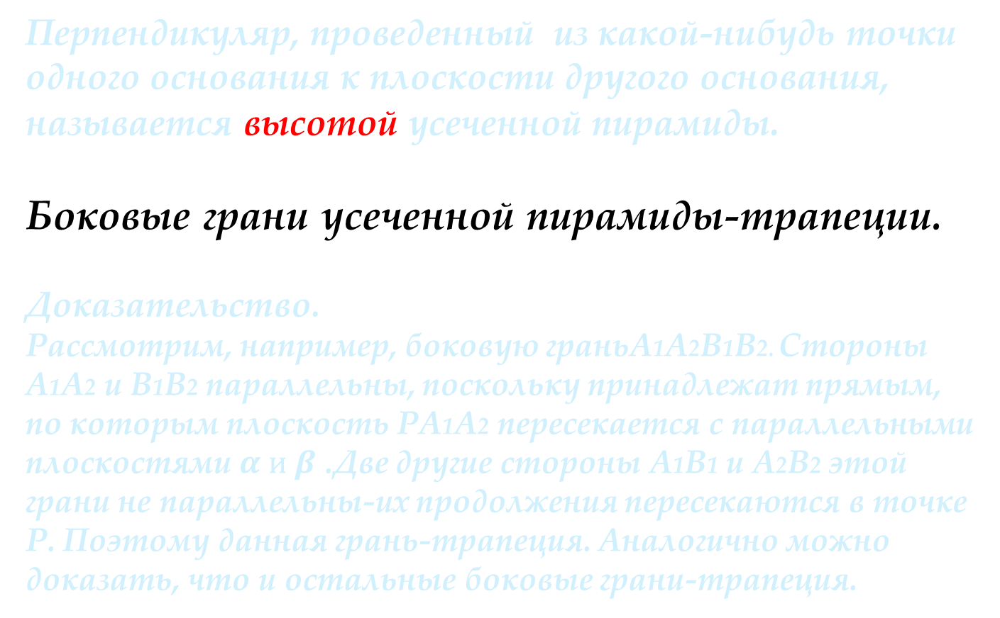 Перпендикуляр, проведенный  из какой-нибудь точки
одного основания к плоскости другого основания,
называется высотой усеченной пирамиды.
Боковые грани усеченной пирамиды-трапеции.
Доказательство.
Рассмотрим, например, боковую граньA1A2B1B2. Стороны
A1A2 и B1B2 параллельны, поскольку принадлежат прямым,
по которым плоскость PA1A2 пересекается с параллельными
плоскостями α и β .Две другие стороны A1B1 и A2B2 этой
грани не параллельны-их продолжения пересекаются в точке
P. Поэтому данная грань-трапеция. Аналогично можно
доказать, что и остальные боковые грани-трапеция.